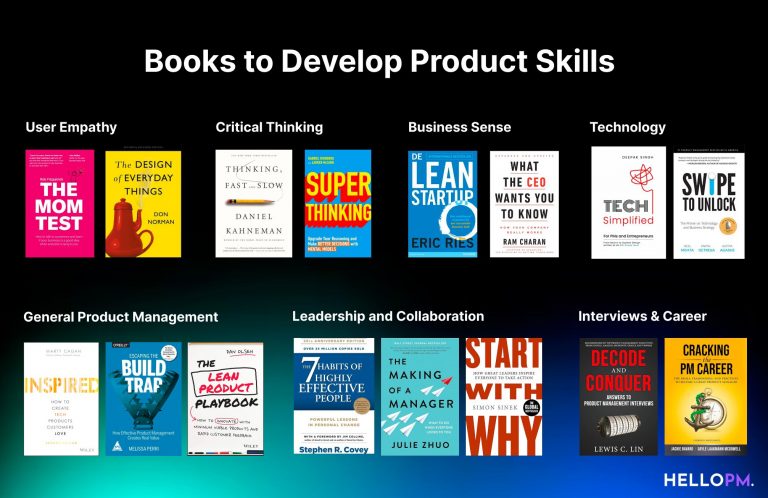 Books to Develop Product Skills
User Empathy
Critical Thinking
Business Sense
Technology
THE
MOM
TEST
The
DESIGN
of EVERYDAY
THINGS
DON
NORMAN
THINKING,
FAST AND SLOW
DANIEL
KAHNEMAN
SUPER
THINKING
Upgrade Your Reasoning and
Make BETTER DECISIONS with
MENTAL MODELS
DE
LEAN
STARTUP
ERIC RIES
WHAT
THE CEO
WANTS YOU
TO KNOW
HOW YOUR COMPANY
REALLY WORKS
RAM CHARAN
DEEPAK SINGH
TECH
Simplified
For PMs and Entrepreneurs
SWIPE
TO UNLOCK
The Primer on Technology
and Business Strategy
NEEL
MEHTA
ADITYA
AGASHE
PARTH
DETROJA
General Product Management
Leadership and Collaboration
Interviews & Career
MARTY CAGAN
INSPIRED
HOW TO
CREATE
TECH
PRODUCTS
CUSTOMERS
LOVE
WILEY
O'REILLY
ESCAPING THE
BUILD
TRAP
How Effective Product Management
Creates Real Value
MELISSA PERRI
DAN OLSEN
THE
LEAN
PRODUCT
PLAYBOOK
HOW TO INNOVATE WITH
MINIMUM VIABLE PRODUCTS AND
RAPID CUSTOMER FEEDBACK
WILEY
OVER 25 MILLION COPIES SOLD
THE
7 HABITS OF
HIGHLY
EFFECTIVE
PEOPLE
POWERFUL LESSONS
IN PERSONAL CHANGE
WITH A FOREWORD BY JIM COLLINS,
Stephen R. Covey
THE
MAKING
OF A
MANAGER
WHAT TO DO
WHEN EVERYONE
LOOKS TO YOU
JULIE ZHUO
START
HOW GREAT LEADERS INSPIRE
EVERYONE TO TAKE ACTION
WITH
SIMON SINEK
WHY
DECODE
AND
CONQUER
ANSWERS TO
PRODUCT MANAGEMENT INTERVIEWS
LEWIS C. LIN
CRACKING
the
PM CAREER
JACKIE BAVARO
GAYLE LAAKMANN MCDOWELL
HELLOPM.